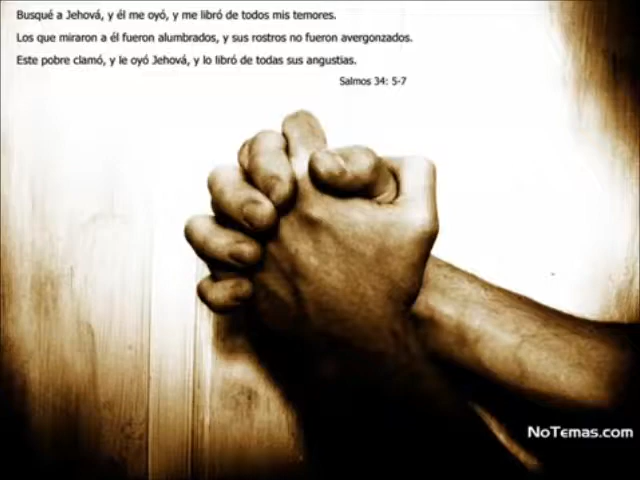 Busqué a Jehová, y él me oyó, y me libró de todos mis temores.
Los que miraron a él fueron alumbrados, y sus rostros no fueron avergonzados.
Este pobre clamó, y le oyó Jehová, y lo libró de todas sus angustias.
Salmos 34: 5-7
NoTemas.com